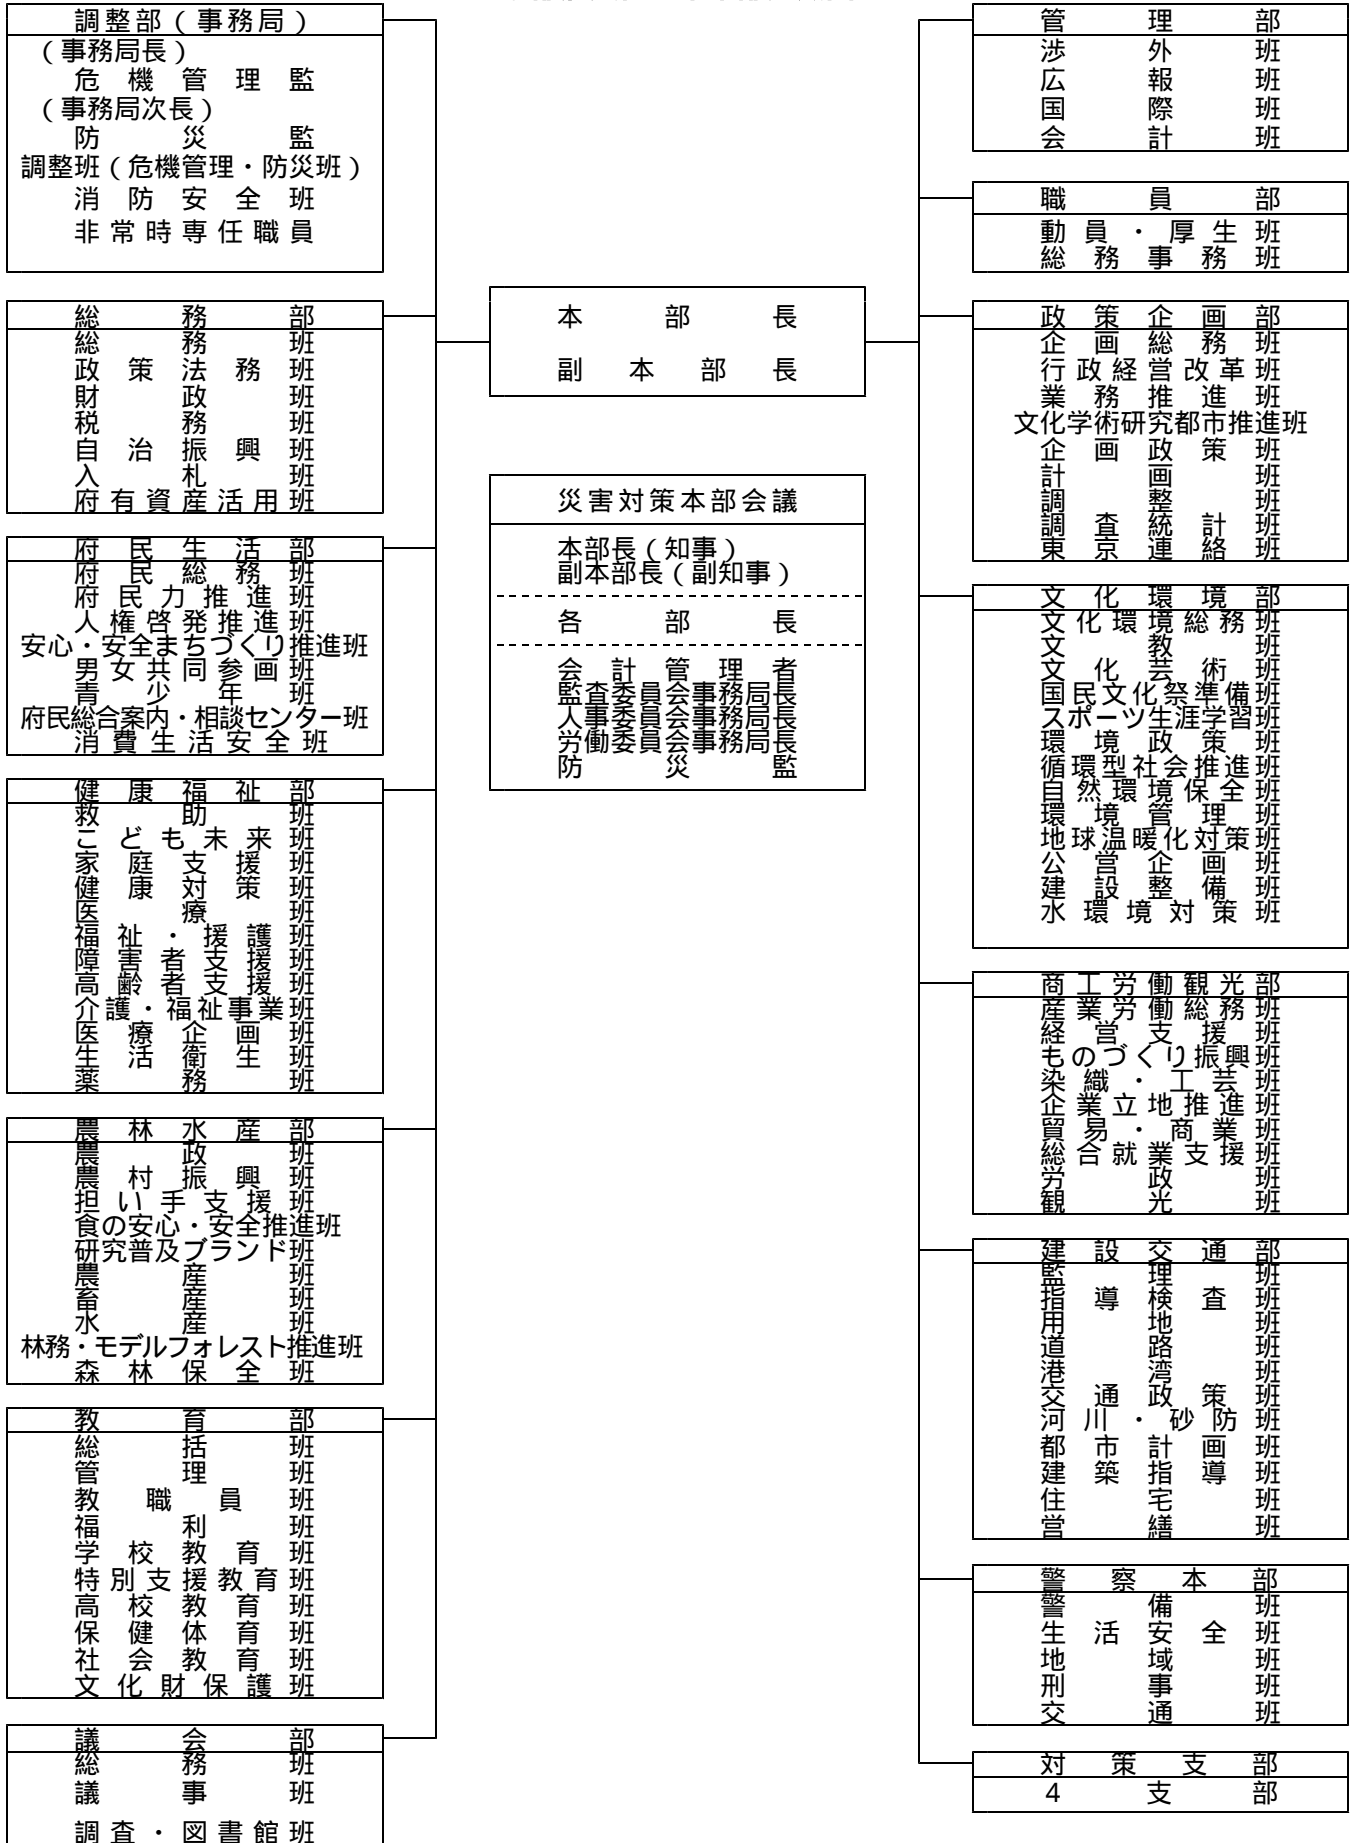 調整部（事務局）
（事務局長）
危機管理監
（事務局次長）
防災監
調整班（危機管理・防災班）
消防安全班
非常時専任職員
総務部
総務班
政策法務班
財政班
税務班
自治振興班
入札班
府有資産活用班
府民生活部
府民総務班
府民力推進班
人権啓発推進班
安心・安全まちづくり推進班
男女共同参画班
青少年班
府民総合案内・相談センター班
消費生活安全班
健康福祉部
救助班
こども未来班
家庭支援班
健康対策班
医療班
福祉・援護班
障害者支援班
高齢者支援班
介護・福祉事業班
医療企画班
生活衛生班
薬務班
農林水産部
農政班
農村振興班
担い手支援班
食の安心・安全推進班
研究普及ブランド班
農産班
畜産班
水産班
林務・モデルフォレスト推進班
森林保全班
教育部
総括班
管理班
教職員班
福利班
学校教育班
特別支援教育班
高校教育班
保健体育班
社会教育班
文化財保護班
議会部
総務班
議事班
調査・図書館班
本部長
副本部長
災害対策本部会議
本部長（知事）
副本部長（副知事）
各部長
会計管理者
監査委員会事務局長
人事委員会事務局長
労働委員会事務局長
防災監
管理部
渉外班
広報班
国際班
会計班
職員部
動員・厚生班
総務事務班
政策企画部
企画総務班
行政経営改革班
業務推進班
文化学術研究都市推進班
企画政策班
計画班
調整班
調査統計班
東京連絡班
文化環境部
文化環境総務班
文教班
文化芸術班
国民文化祭準備班
スポーツ生涯学習班
環境政策班
循環型社会推進班
自然環境保全班
環境管理班
地球温暖化対策班
公営企画班
建設整備班
水環境対策班
商工労働観光部
産業労働総務班
経営支援班
ものづくり振興班
染織・工芸班
企業立地推進班
貿易・商業班
総合就業支援班
労政班
観光班
建設交通部
監理班
指導検査班
用地班
道路班
港湾班
交通政策班
河川・砂防班
都市計画班
建築指導班
住宅班
営繕班
警察本部
警備班
生活安全班
地域班
刑事班
交通班
対策支部
４支部